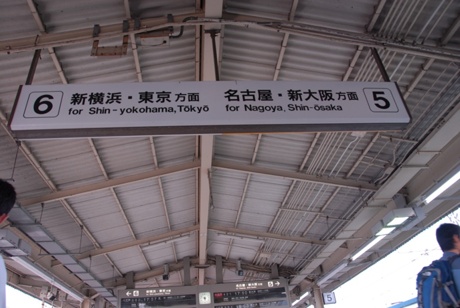 6 新横浜・東京 方面 名古屋・新大阪 方面 5
for Shin-yokohama, Tōkyō for Nagoya, Shin-ōsaka
5